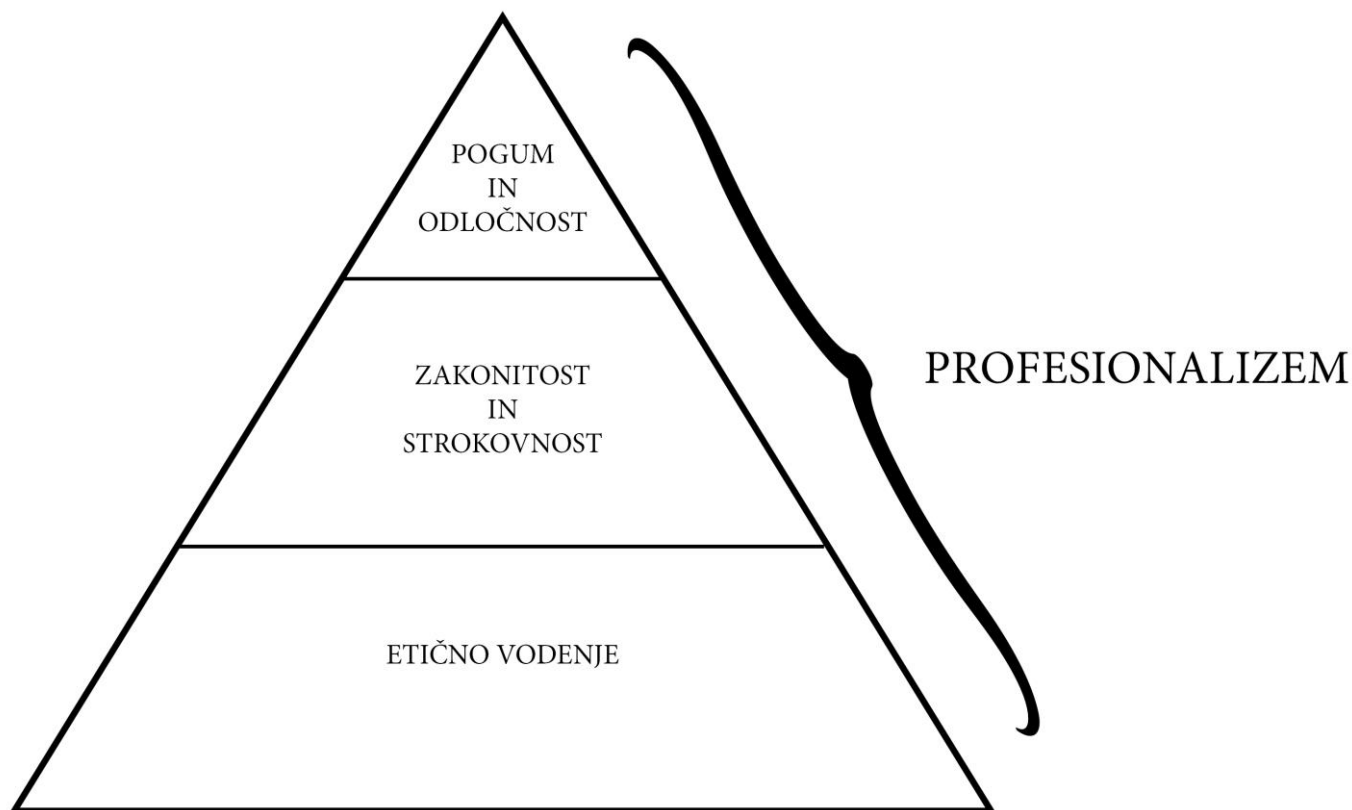 POGUM
IN
ODLOČNOST
ZAKONITOST
IN
STROKOVNOST
PROFESIONALIZEM
ETIČNO VODENJE